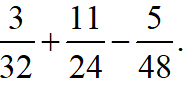 3/32 + 11/24 − 5/48.